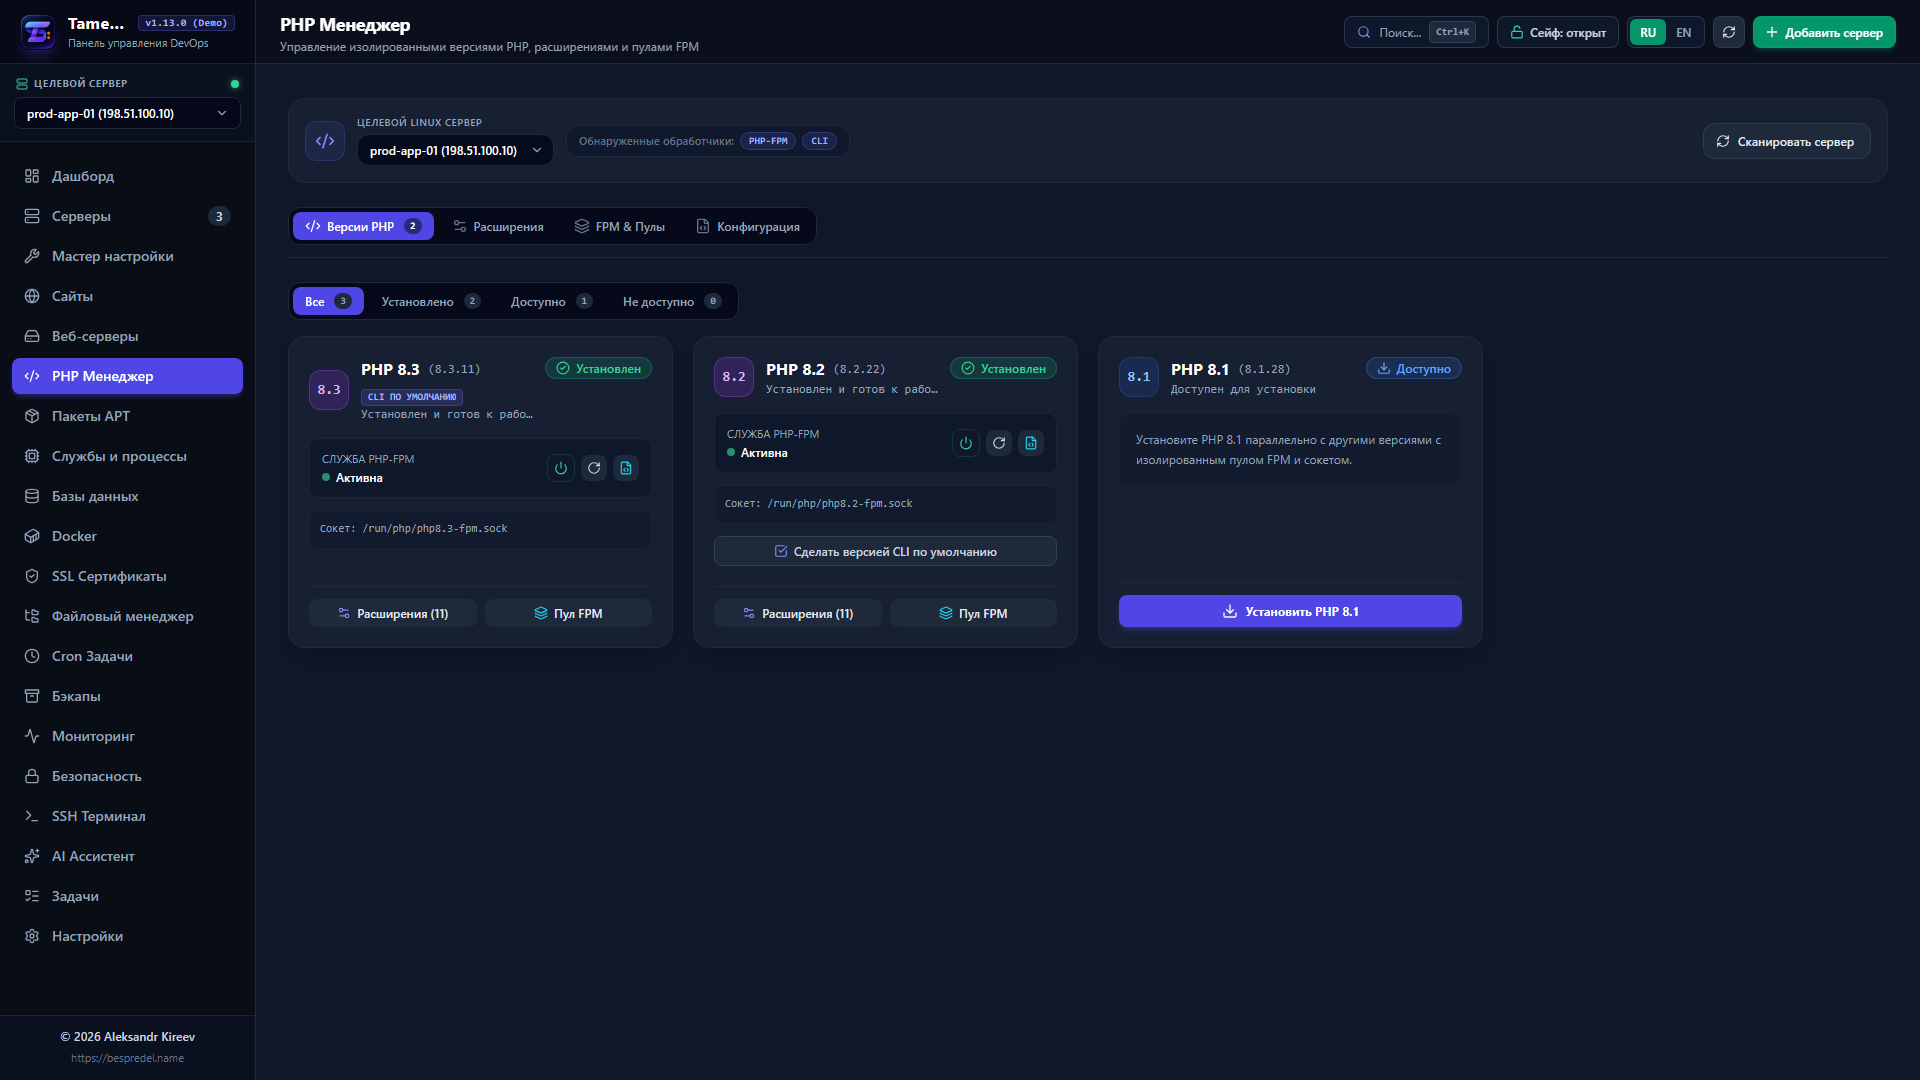 Tame...
v1.13.0 (Demo)
Панель управления DevOps
ЦЕЛЕВОЙ СЕРВЕР
prod-app-01 (198.51.100.10)
Дашборд
Серверы
3
Мастер настройки
Сайты
Веб-серверы
PHP Менеджер
Пакеты APT
Службы и процессы
Базы данных
Docker
SSL Сертификаты
Файловый менеджер
Cron Задачи
Бэкапы
Мониторинг
Безопасность
SSH Терминал
AI Ассистент
Задачи
Настройки
© 2026 Aleksandr Kireev
https://bespredel.name
PHP Менеджер
Управление изолированными версиями PHP, расширениями и пулами FPM
Поиск...
Ctrl+K
Сейф: открыт
RU
EN
Добавить сервер
ЦЕЛЕВОЙ LINUX СЕРВЕР
prod-app-01 (198.51.100.10)
Обнаруженные обработчики:
PHP-FPM
CLI
Сканировать сервер
Версии PHP
2
Расширения
FPM & Пулы
Конфигурация
Все
3
Установлено
2
Доступно
1
Не доступно
0
8.3
PHP 8.3
(8.3.11)
Установлен
CLI ПО УМОЛЧАНИЮ
Установлен и готов к рабо…
СЛУЖБА PHP-FPM
Активна
Сокет: /run/php/php8.3-fpm.sock
Расширения (11)
Пул FPM
8.2
PHP 8.2
(8.2.22)
Установлен
Установлен и готов к рабо…
СЛУЖБА PHP-FPM
Активна
Сокет: /run/php/php8.2-fpm.sock
Сделать версией CLI по умолчанию
Расширения (11)
Пул FPM
8.1
PHP 8.1
(8.1.28)
Доступно
Доступен для установки
Установите PHP 8.1 параллельно с другими версиями с
изолированным пулом FPM и сокетом.
Установить PHP 8.1